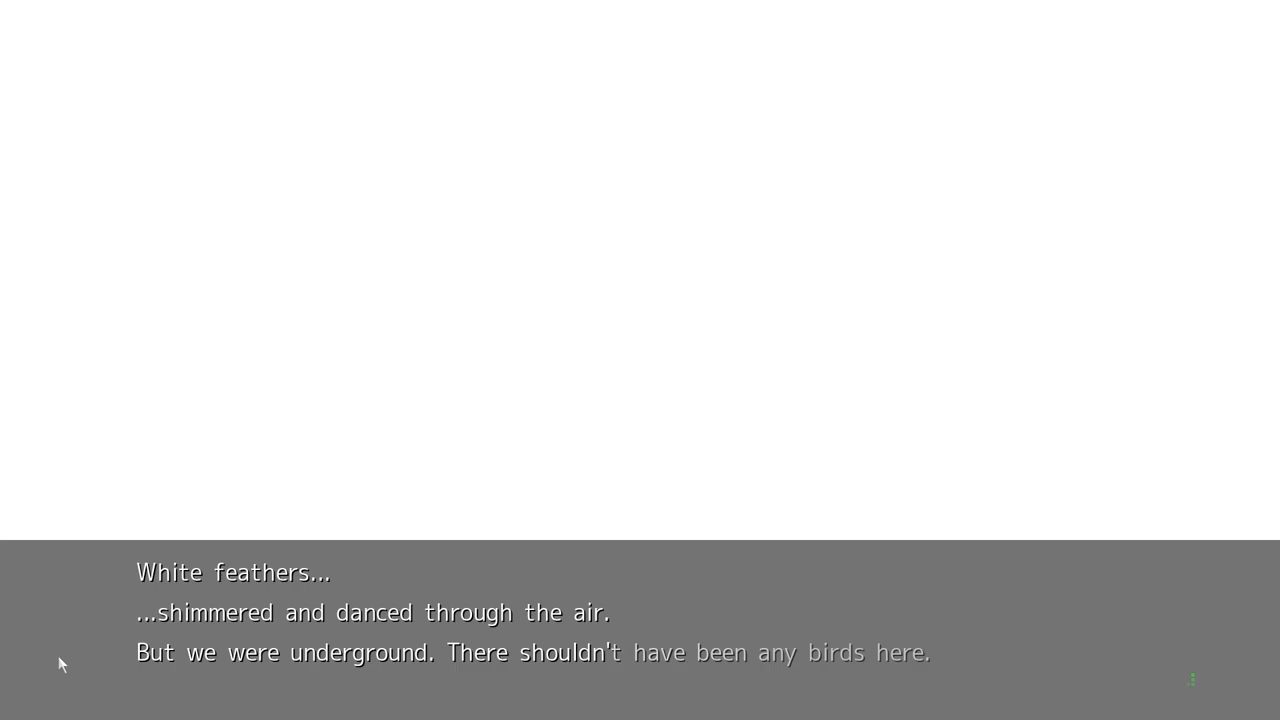 White feathers...
...shimmered and danced through the air.
But we were underground. There shouldn't have been any birds here.